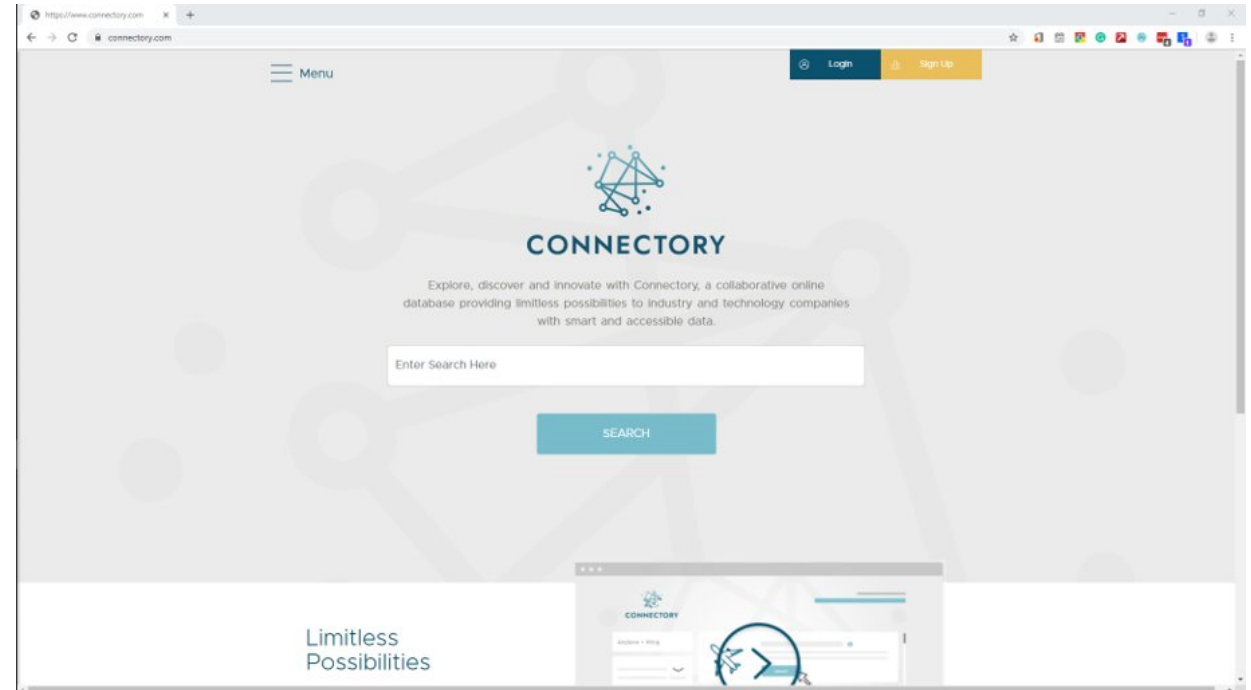 https://www.connectory.com
connectory.com
Menu
Login
Sign Up
CONNECTORY
Explore, discover and innovate with Connectory, a collaborative online
database providing limitless possibilities to industry and technology companies
with smart and accessible data.
Enter Search Here
SEARCH
CONNECTORY
Limitless
Possibilities